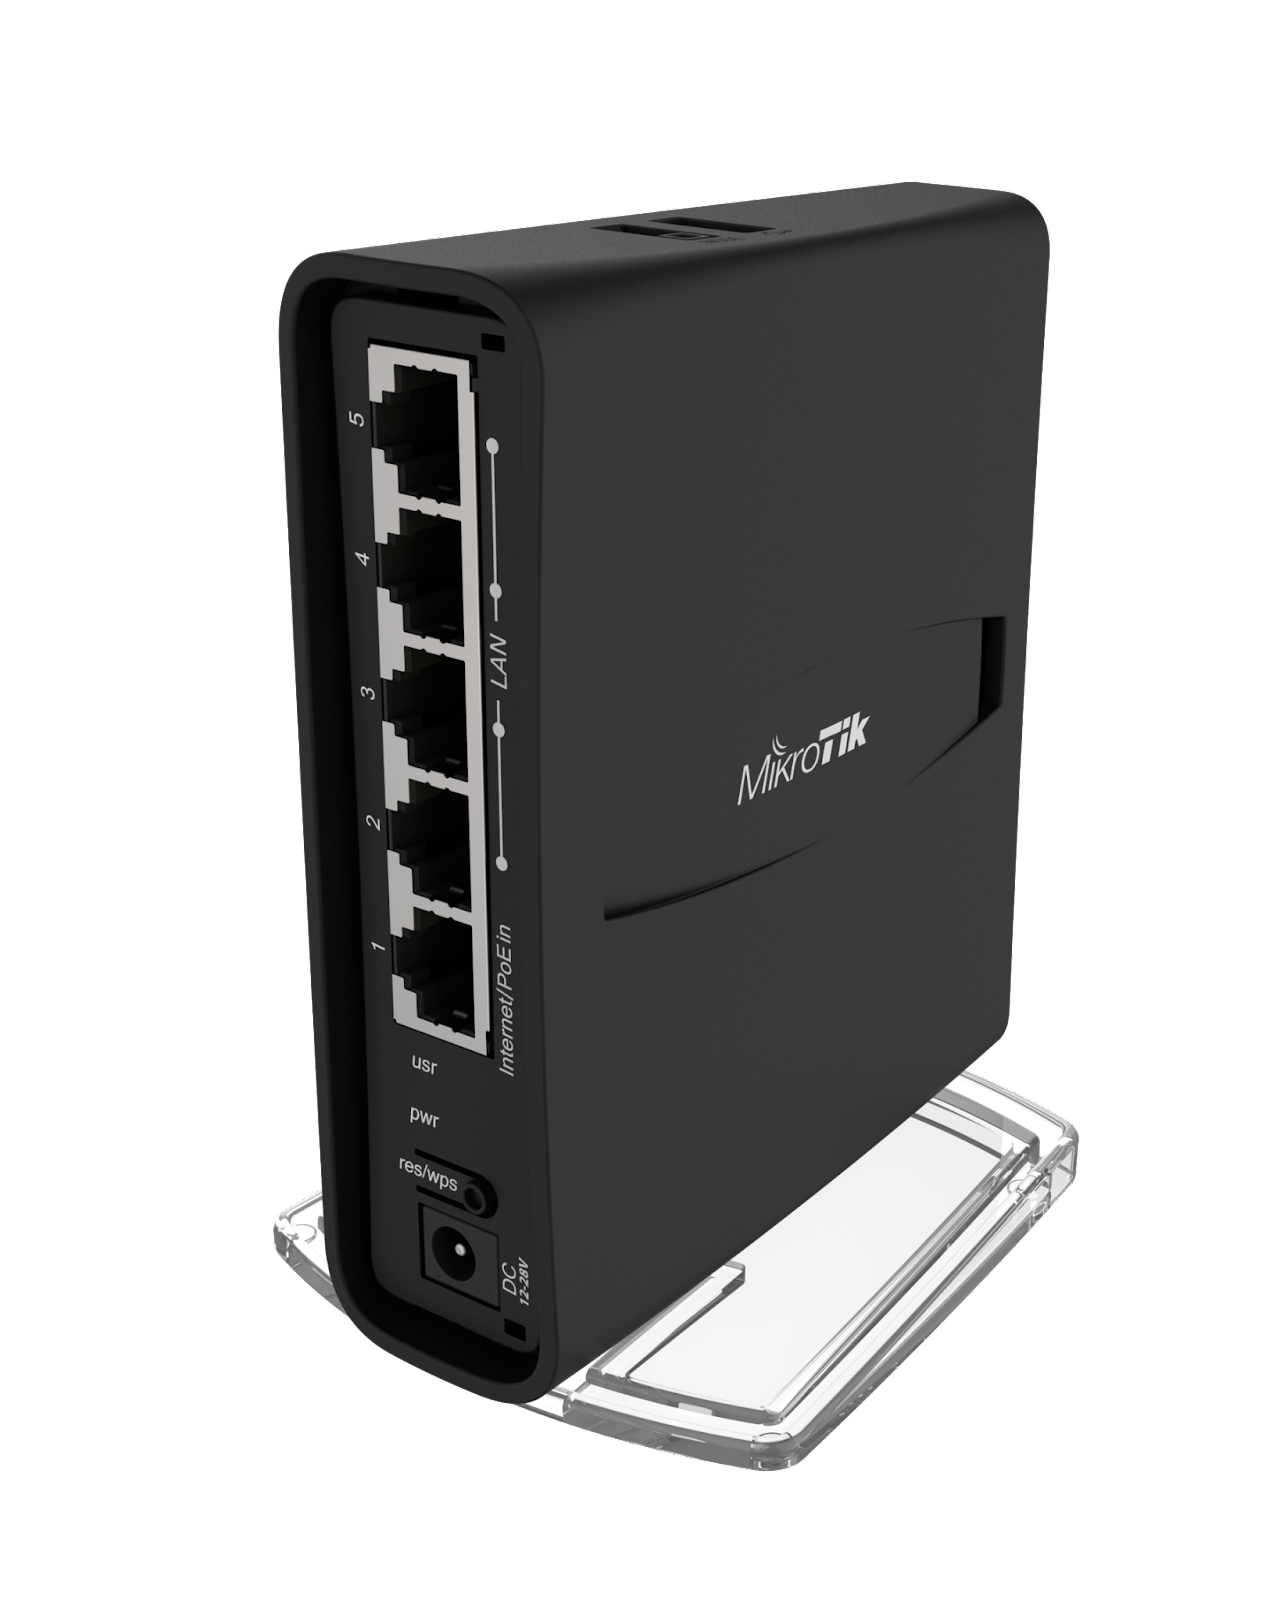 5
4
3
2
1
LAN
Internet/PoE in
usr
pwr
res/wps
DC
12-28V
MikroTik